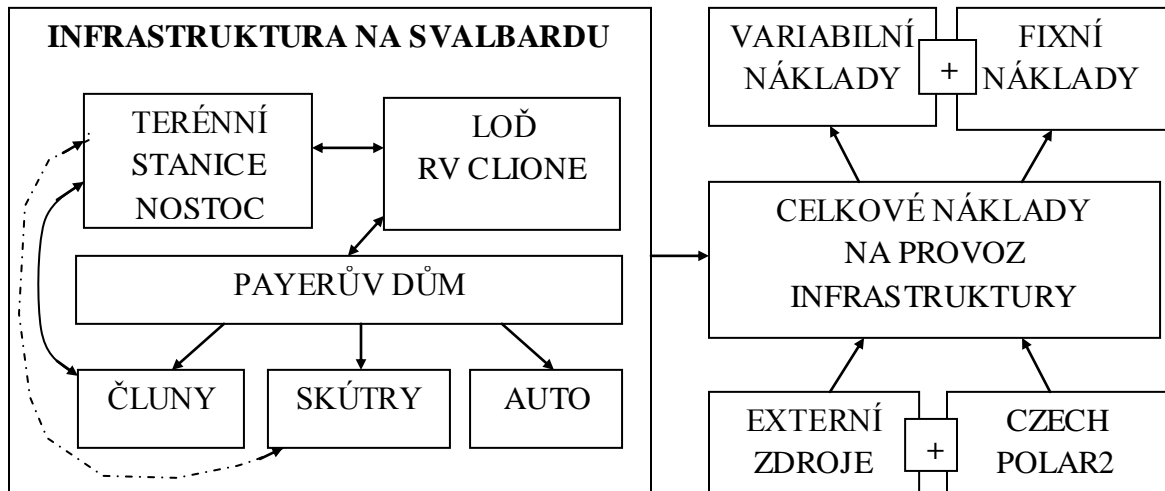 INFRASTRUKTURA NA SVALBARDU
TERÉNNÍ
STANICE
NOSTOC
LOĎ
RV CLIONE
PAYERŮV DŮM
ČLUNY
SKÚTRY
AUTO
VARIABILNÍ
NÁKLADY
+
FIXNÍ
NÁKLADY
CELKOVÉ NÁKLADY
NA PROVOZ
INFRASTRUKTURY
EXTERNÍ
ZDROJE
+
CZECH
POLAR2